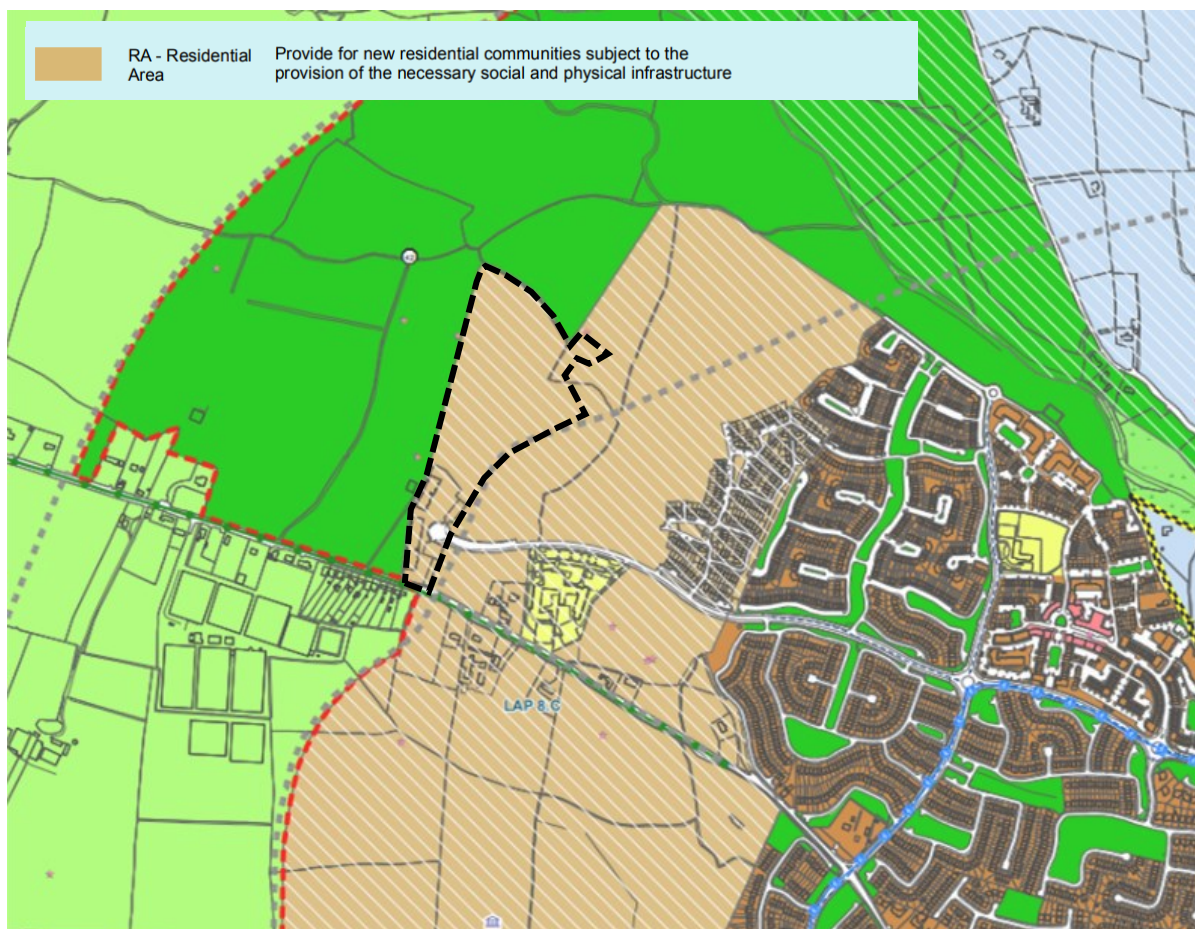 RA - Residential
Area
Provide for new residential communities subject to the
provision of the necessary social and physical infrastructure
42
LAP 8.C